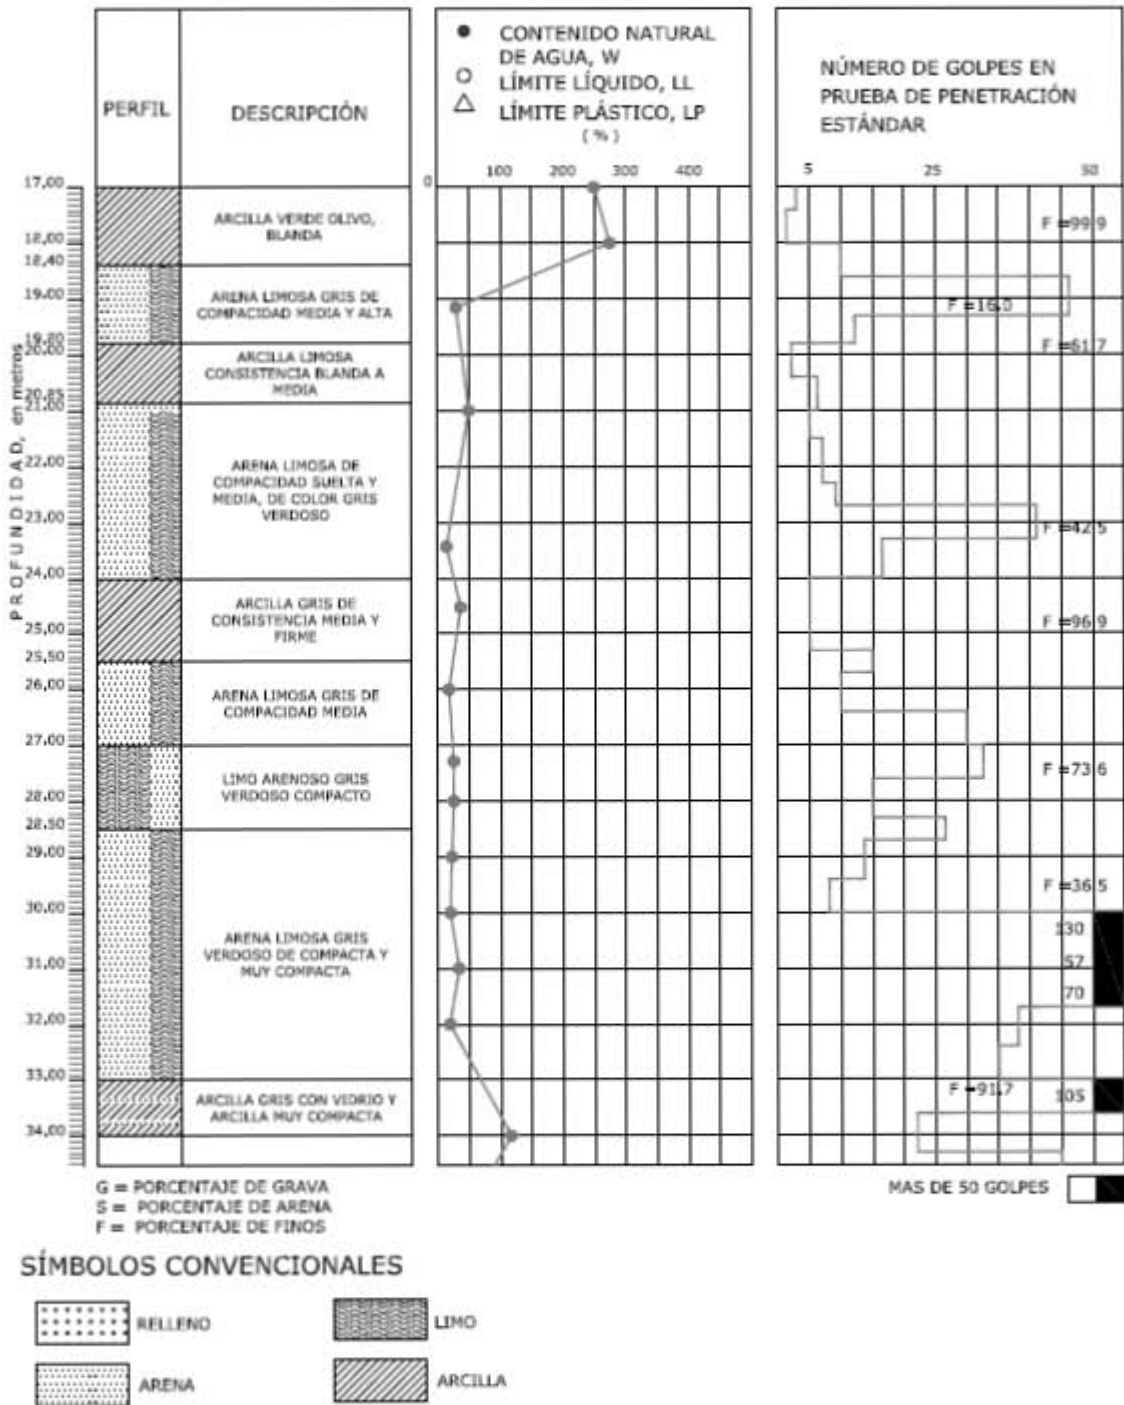 PERFIL
DESCRIPCIÓN
CONTENIDO NATURAL
DE AGUA, W
LÍMITE LÍQUIDO, LL
LÍMITE PLÁSTICO, LP
( % )
NÚMERO DE GOLPES EN
PRUEBA DE PENETRACIÓN
ESTÁNDAR
0 100 200 300 400
5 25 50
PROFUNDIDAD, en metros
17,00
ARCILLA VERDE OLIVO,
BLANDA
F =99,9
18,00
18,40
19,00
ARENA LIMOSA GRIS DE
COMPACIDAD MEDIA Y ALTA
F =16,0
19,80
20,00
ARCILLA LIMOSA
CONSISTENCIA BLANDA A
MEDIA
F =61,7
20,85
21,00
22,00
ARENA LIMOSA DE
COMPACIDAD SUELTA Y
MEDIA, DE COLOR GRIS
VERDOSO
23,00
F =42,5
24,00
ARCILLA GRIS DE
CONSISTENCIA MEDIA Y
FIRME
F =96,9
25,00
25,50
26,00
ARENA LIMOSA GRIS DE
COMPACIDAD MEDIA
27,00
LIMO ARENOSO GRIS
VERDOSO COMPACTO
F =73,6
28,00
28,50
29,00
F =36,5
30,00
130
ARENA LIMOSA GRIS
VERDOSO DE COMPACTA Y
MUY COMPACTA
57
31,00
70
32,00
33,00
ARCILLA GRIS CON VIDRIO Y
ARCILLA MUY COMPACTA
F =91,7
105
34,00
G = PORCENTAJE DE GRAVA
S = PORCENTAJE DE ARENA
F = PORCENTAJE DE FINOS
MAS DE 50 GOLPES
SÍMBOLOS CONVENCIONALES
RELLENO
LIMO
ARENA
ARCILLA